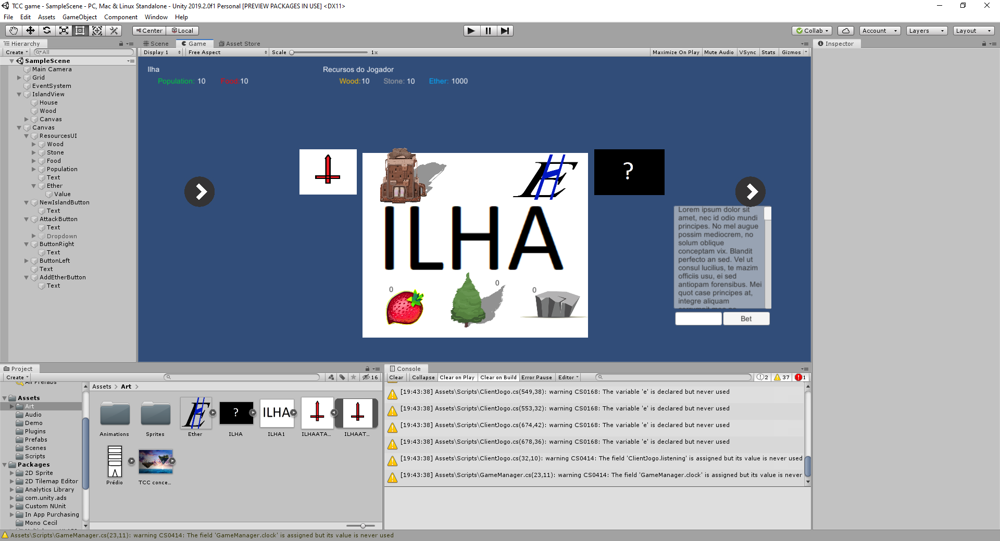 TCC game - SampleScene - PC, Mac & Linux Standalone - Unity 2019.2.0f1 Personal [PREVIEW PACKAGES IN USE] <DX11>
File Edit Assets GameObject Component Window Help
Center Local
Collab Account Layers Layout
Hierarchy
Create All
SampleScene
Main Camera
Grid
EventSystem
IslandView
House
Wood
Canvas
Canvas
ResourcesUI
Wood
Stone
Food
Population
Text
Ether
Value
NewIslandButton
Text
AttackButton
Text
Dropdown
ButtonRight
Text
ButtonLeft
Text
AddEtherButton
Text
Scene Game Asset Store
Display 1 Free Aspect Scale 1x Maximize On Play Mute Audio VSync Stats Gizmos
Ilha
Population: 10 Food: 10
Recursos do Jogador
Wood: 10 Stone: 10 Ether: 1000
?
ILHA
0
0
0
Lorem ipsum dolor sit
amet, nec id odio mundi
principes. No mel augue
possim mediocrem, no
solum oblique
conceptam vix. Blandit
perfecto an sed. Vel ut
consul lucilius, te mazim
officiis usu, ei sed
antiopam forensibus. Mei
quot case principes at,
integre aliquam
Bet
Inspector
Project
Create 16
All Prefabs
Assets
Art
Audio
Demo
Plugins
Prefabs
Scenes
Scripts
Packages
2D Sprite
2D Tilemap Editor
Analytics Library
com.unity.ads
Custom NUnit
In App Purchasing
Mono Cecil
Assets > Art >
? ILHA
Animations Sprites Ether ILHA ILHA1 ILHAATA... ILHAAT...
Prédio TCC conce...
Console
Clear Collapse Clear on Play Clear on Build Error Pause Editor 2 37 1
[19:43:38] Assets\Scripts\ClientJogo.cs(549,38): warning CS0168: The variable 'e' is declared but never used
[19:43:38] Assets\Scripts\ClientJogo.cs(553,32): warning CS0168: The variable 'e' is declared but never used
[19:43:38] Assets\Scripts\ClientJogo.cs(674,42): warning CS0168: The variable 'e' is declared but never used
[19:43:38] Assets\Scripts\ClientJogo.cs(678,36): warning CS0168: The variable 'e' is declared but never used
[19:43:38] Assets\Scripts\ClientJogo.cs(32,10): warning CS0414: The field 'ClientJogo.listening' is assigned but its value is never used
[19:43:38] Assets\Scripts\GameManager.cs(23,11): warning CS0414: The field 'GameManager.clock' is assigned but its value is never
Assets\Scripts\GameManager.cs(23,11): warning CS0414: The field 'GameManager.clock' is assigned but its value is never used